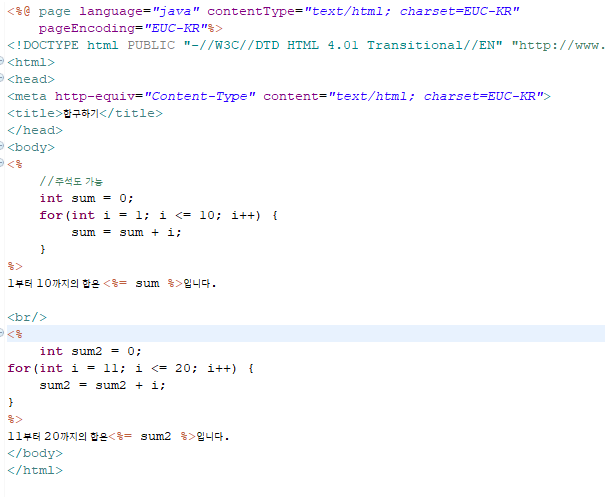 <%@ page language="java" contentType="text/html; charset=EUC-KR"
    pageEncoding="EUC-KR"%>
<!DOCTYPE html PUBLIC "-//W3C//DTD HTML 4.01 Transitional//EN" "http://www.
<html>
<head>
<meta http-equiv="Content-Type" content="text/html; charset=EUC-KR">
<title>합구하기</title>
</head>
<body>
<%
    //주석도 가능
    int sum = 0;
    for(int i = 1; i <= 10; i++) {
        sum = sum + i;
    }
%>
1부터 10까지의 합은 <%= sum %>입니다.
<br/>
<%
    int sum2 = 0;
for(int i = 11; i <= 20; i++) {
    sum2 = sum2 + i;
}
%>
11부터 20까지의 합은<%= sum2 %>입니다.
</body>
</html>